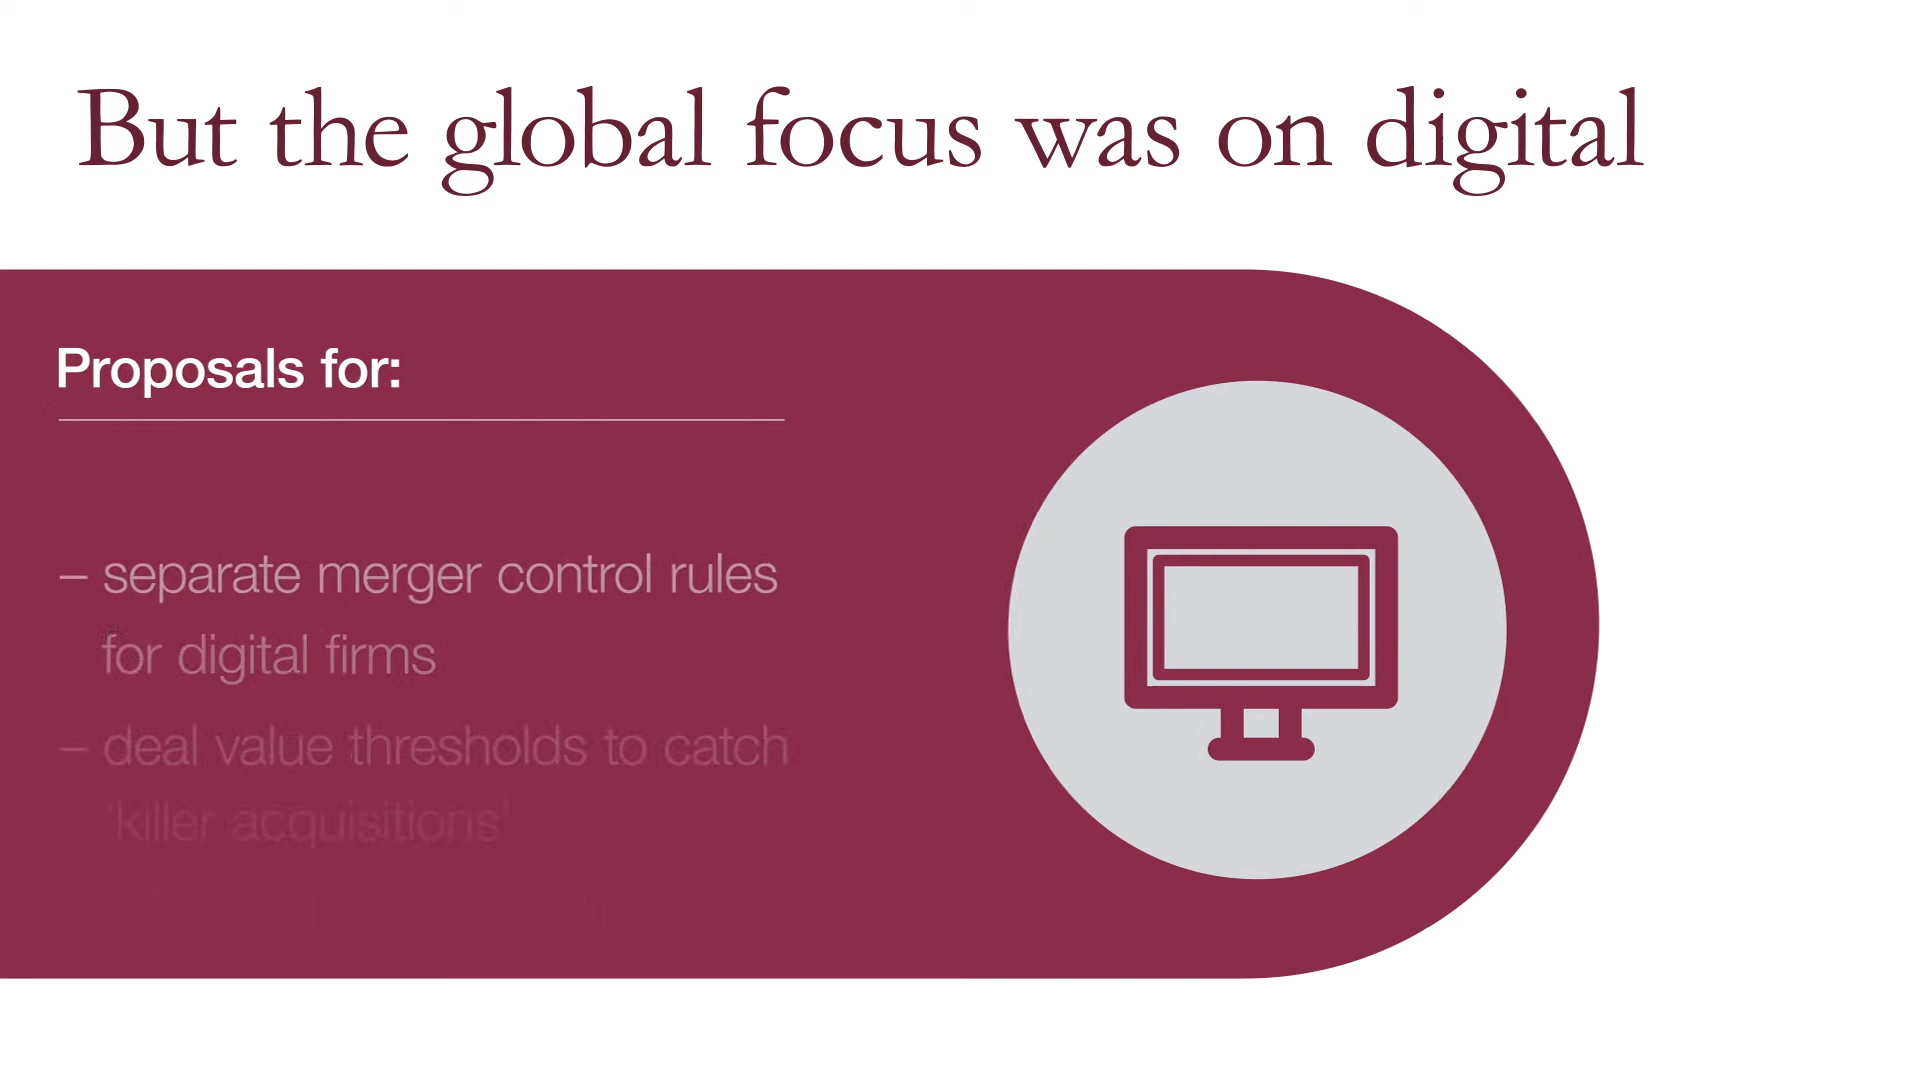 But the global focus was on digital
Proposals for:
– separate merger control rules
for digital firms
– deal value thresholds to catch
'killer acquisitions'